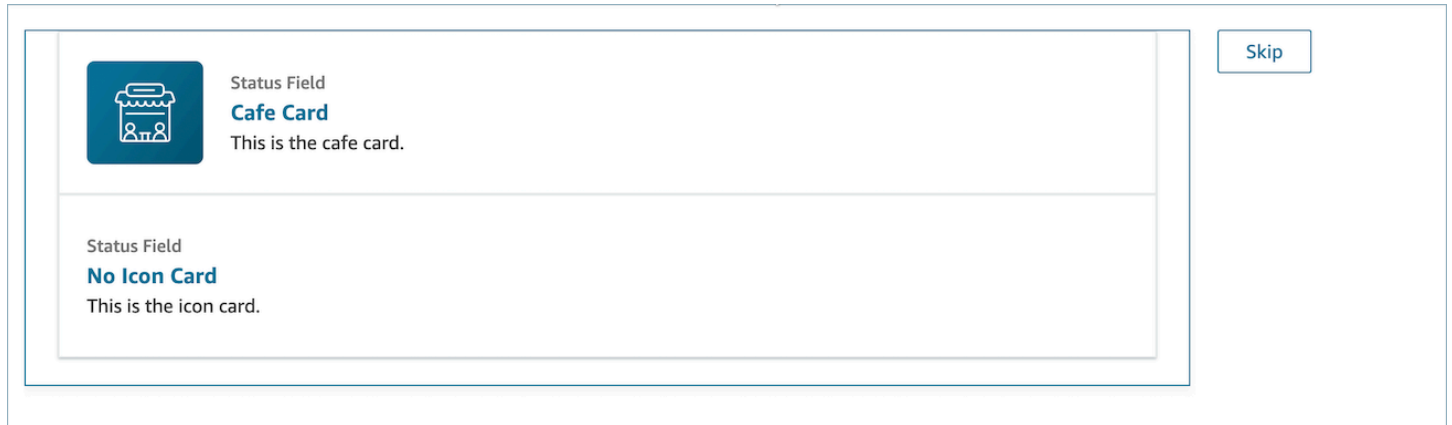 Status Field
Cafe Card
This is the cafe card.
Skip
Status Field
No Icon Card
This is the icon card.